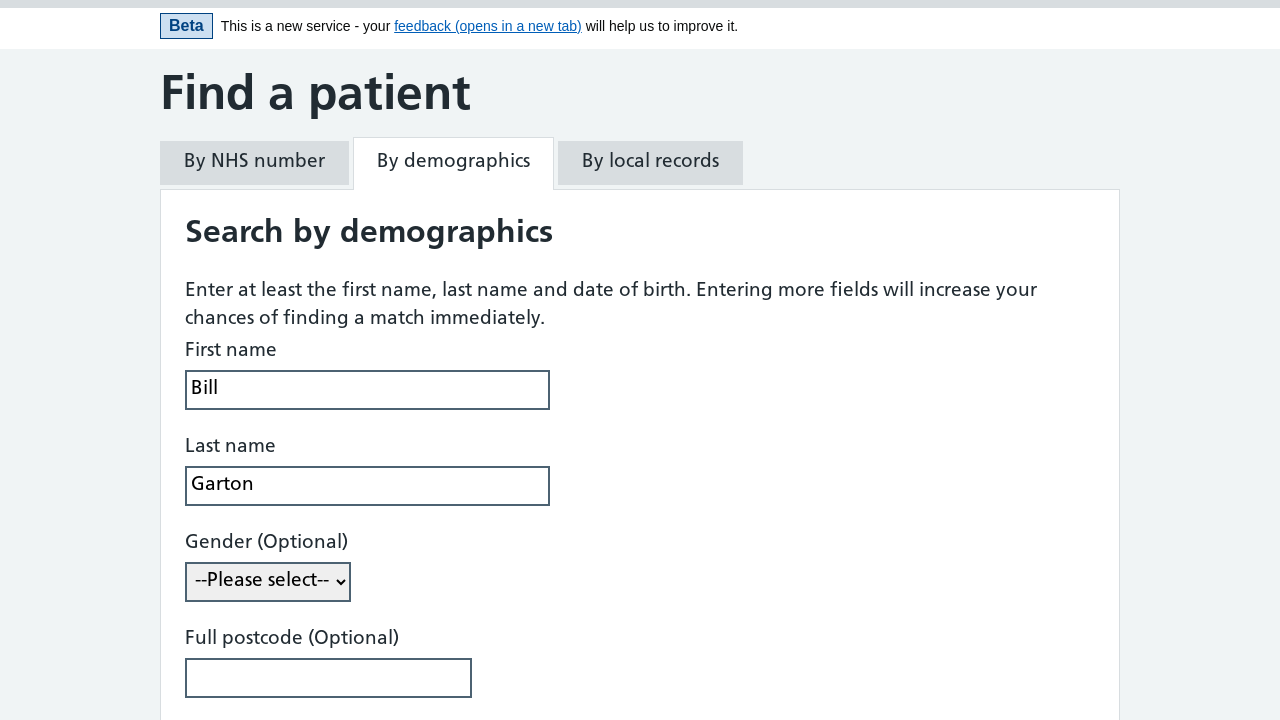 Beta This is a new service - your feedback (opens in a new tab) will help us to improve it.
Find a patient
By NHS number By demographics By local records
Search by demographics
Enter at least the first name, last name and date of birth. Entering more fields will increase your
chances of finding a match immediately.
First name
Bill
Last name
Garton
Gender (Optional)
--Please select--
Full postcode (Optional)